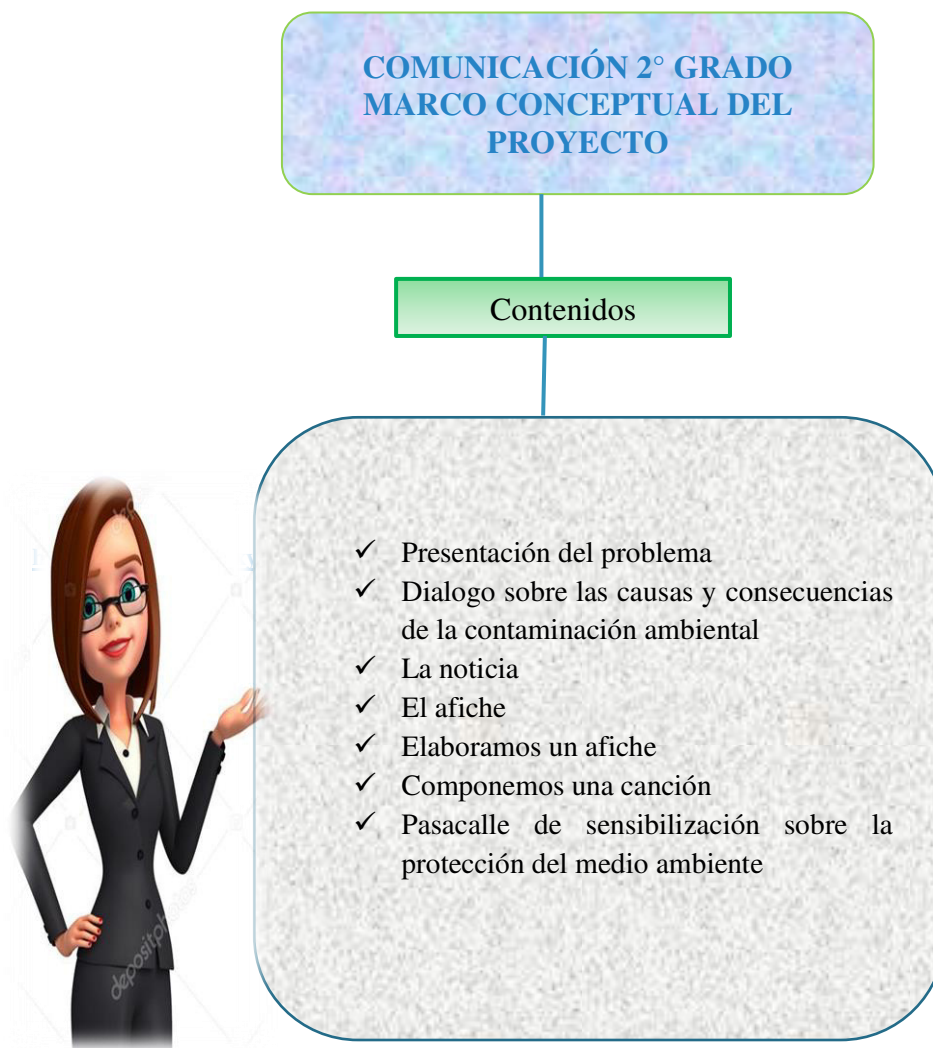 COMUNICACIÓN 2° GRADO
MARCO CONCEPTUAL DEL
PROYECTO
Contenidos
✓ Presentación del problema
✓ Dialogo sobre las causas y consecuencias
de la contaminación ambiental
✓ La noticia
✓ El afiche
✓ Elaboramos un afiche
✓ Componemos una canción
✓ Pasacalle de sensibilización sobre la
protección del medio ambiente
depositphotos